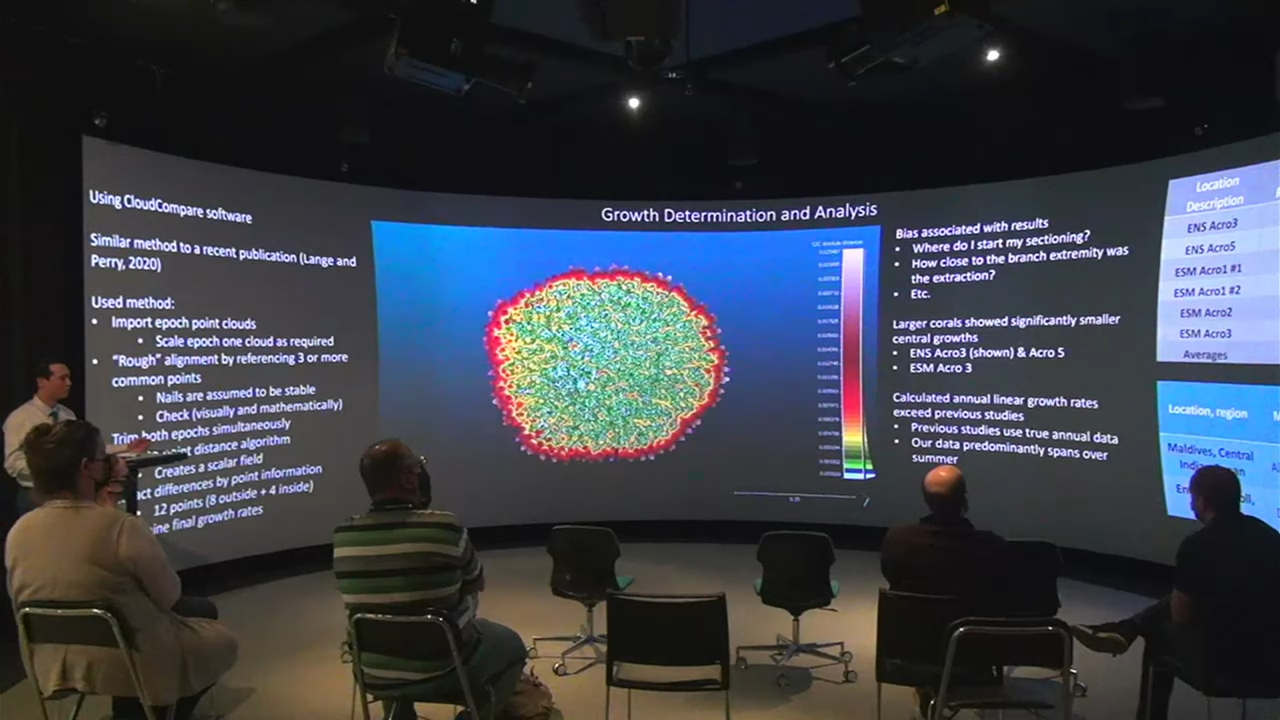 Using CloudCompare software
Similar method to a recent publication (Lange and
Perry, 2020)
Used method:
• Import epoch point clouds
• Scale epoch one cloud as required
• "Rough" alignment by referencing 3 or more
common points
• Nails are assumed to be stable
• Check (visually and mathematically)
Trim both epochs simultaneously
distance algorithm
Creates a scalar field
differences by point information
12 points (8 outside + 4 inside)
final growth rates
Growth Determination and Analysis
C2C absolute distances
0.25
Bias associated with results
• Where do I start my sectioning?
• How close to the branch extremity was
the extraction?
• Etc.
Larger corals showed significantly smaller
central growths
• ENS Acro3 (shown) & Acro 5
• ESM Acro 3
Calculated annual linear growth rates
exceed previous studies
• Previous studies use true annual data
• Our data predominantly spans over
summer
Location
Description
ENS Acro3
ENS Acro5
ESM Acro1 #1
ESM Acro1 #2
ESM Acro2
ESM Acro3
Averages
Location, region
Maldives, Central